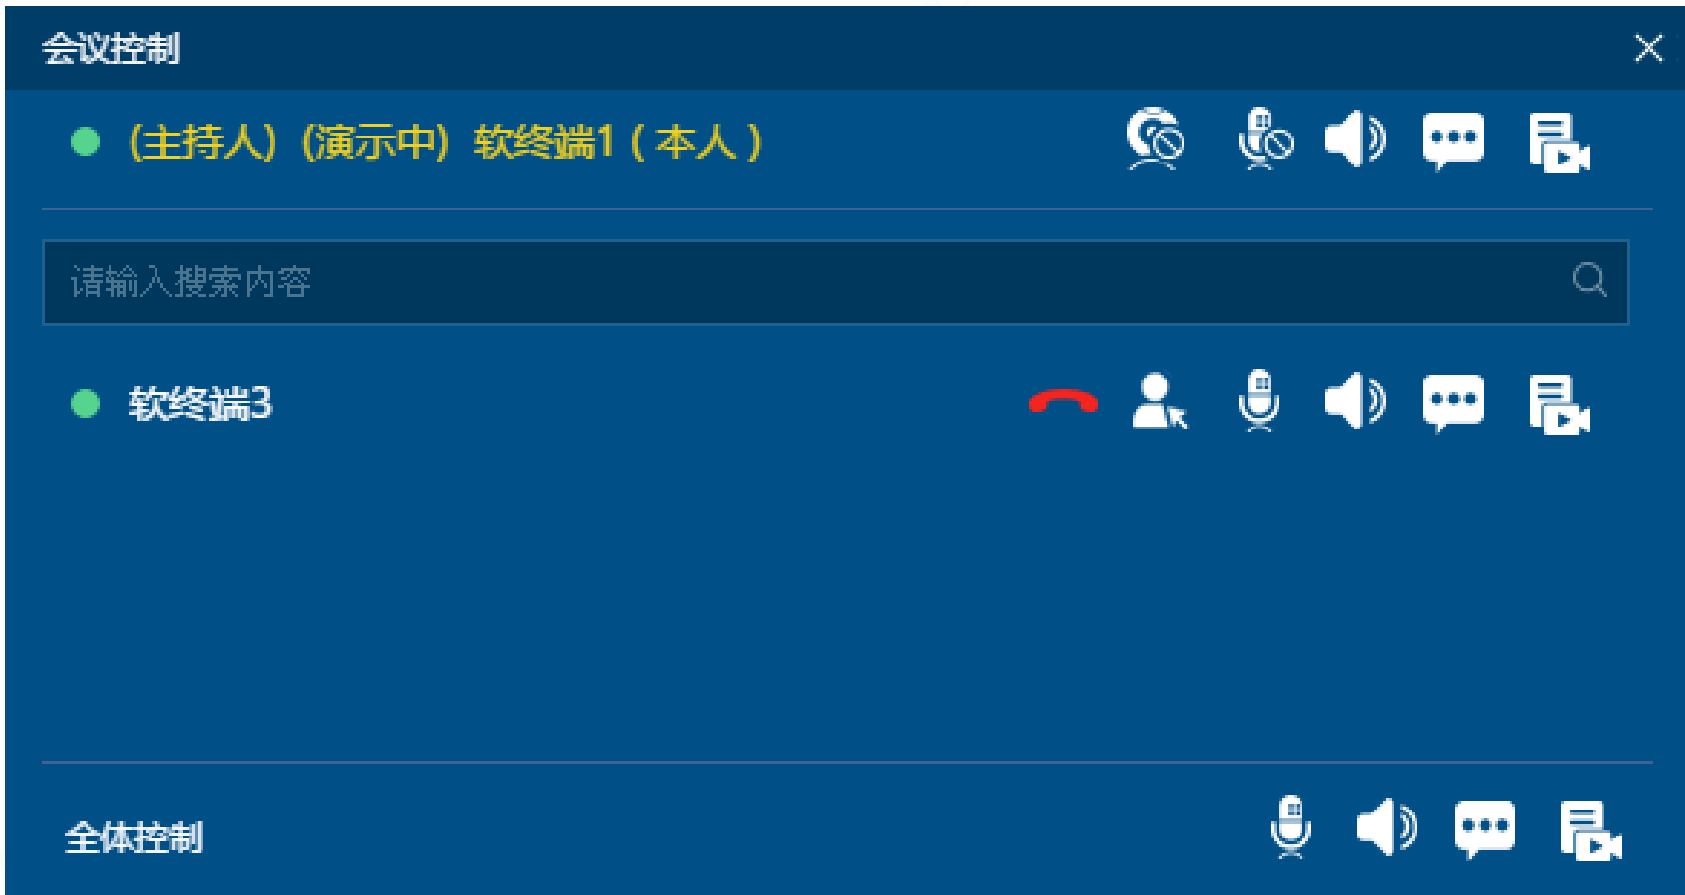 会议控制
(主持人) (演示中) 软终端1 ( 本人 )
请输入搜索内容
软终端3
全体控制